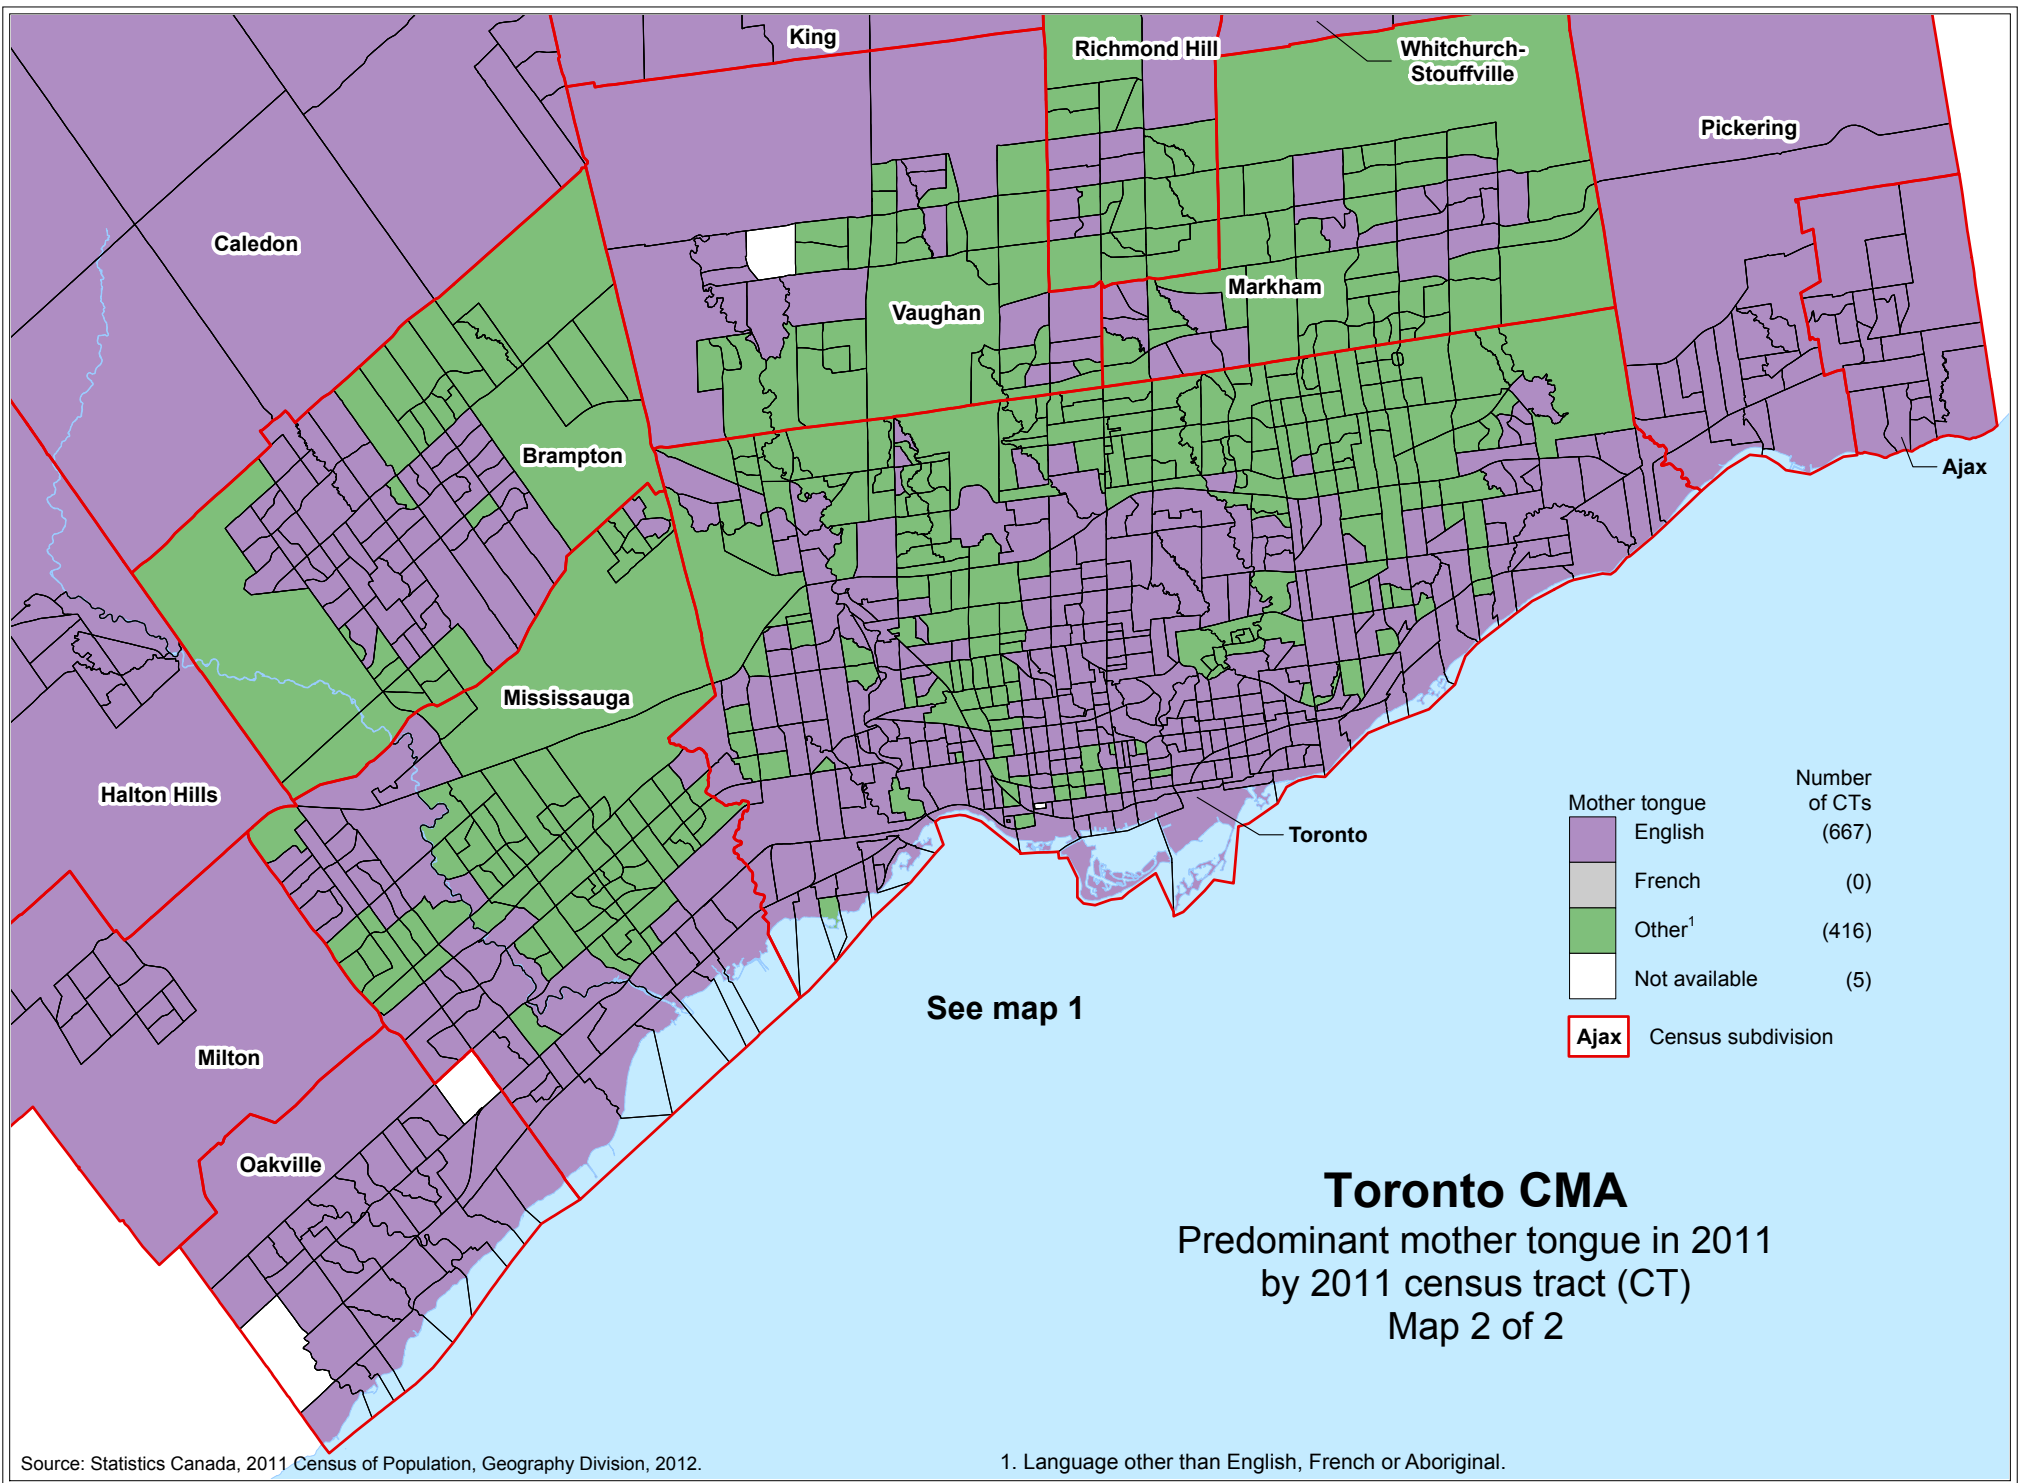 King
Richmond Hill
Whitchurch-
Stouffville
Pickering
Caledon
Vaughan
Markham
Brampton
Ajax
Mississauga
Halton Hills
Toronto
Milton
Oakville
See map 1
Number
Mother tongue of CTs
English (667)
French (0)
Other1 (416)
Not available (5)
Ajax Census subdivision
Toronto CMA
Predominant mother tongue in 2011
by 2011 census tract (CT)
Map 2 of 2
Source: Statistics Canada, 2011 Census of Population, Geography Division, 2012.
1. Language other than English, French or Aboriginal.